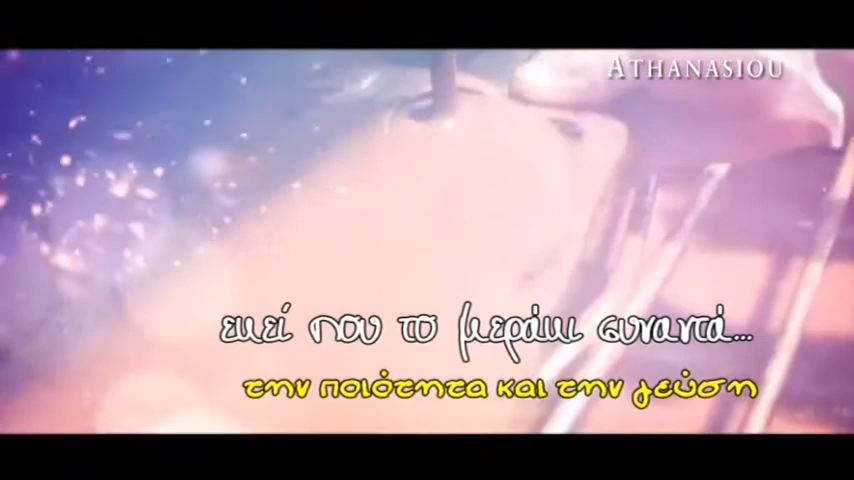 ATHANASIOU
εκεί που το μεράκι συναντά...
την ποιότητα και την γεύση